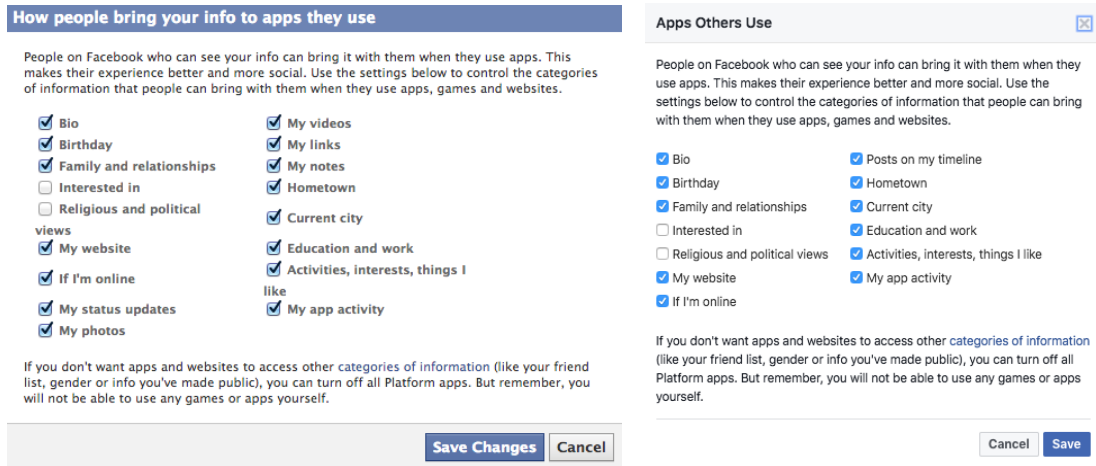 How people bring your info to apps they use
People on Facebook who can see your info can bring it with them when they use apps. This
makes their experience better and more social. Use the settings below to control the categories
of information that people can bring with them when they use apps, games and websites.
Bio
Birthday
Family and relationships
Interested in
Religious and political
views
My website
If I'm online
My status updates
My photos
My videos
My links
My notes
Hometown
Current city
Education and work
Activities, interests, things I
like
My app activity
If you don't want apps and websites to access other categories of information (like your friend
list, gender or info you've made public), you can turn off all Platform apps. But remember, you
will not be able to use any games or apps yourself.
Save Changes Cancel
Apps Others Use
People on Facebook who can see your info can bring it with them when they
use apps. This makes their experience better and more social. Use the
settings below to control the categories of information that people can bring
with them when they use apps, games and websites.
Bio
Birthday
Family and relationships
Interested in
Religious and political views
My website
If I'm online
Posts on my timeline
Hometown
Current city
Education and work
Activities, interests, things I like
My app activity
If you don't want apps and websites to access other categories of information
(like your friend list, gender or info you've made public), you can turn off all
Platform apps. But remember, you will not be able to use any games or apps
yourself.
Cancel Save